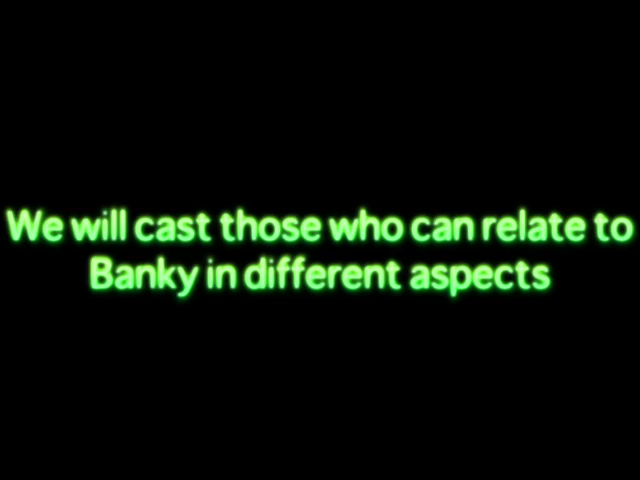 We will cast those who can relate to
Banky in different aspects